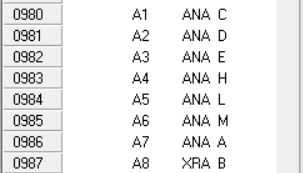 0980 A1 ANA C
0981 A2 ANA D
0982 A3 ANA E
0983 A4 ANA H
0984 A5 ANA L
0985 A6 ANA M
0986 A7 ANA A
0987 A8 XRA B